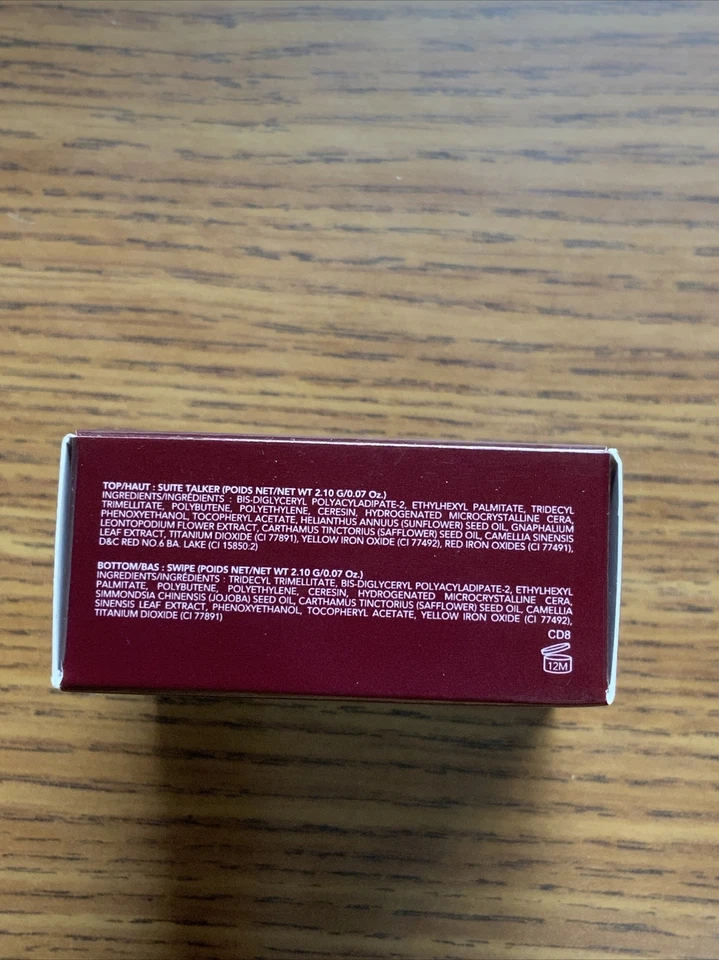 TOP/HAUT : SUITE TALKER (POIDS NET/NET WT 2.10 G/0.07 Oz.)
INGREDIENTS/INGRÉDIENTS : BIS-DIGLYCERYL POLYACYLADIPATE-2, ETHYLHEXYL PALMITATE, TRIDECYL
TRIMELLITATE, POLYBUTENE, POLYETHYLENE, CERESIN, HYDROGENATED MICROCRYSTALLINE CERA,
PHENOXYETHANOL, TOCOPHERYL ACETATE, HELIANTHUS ANNUUS (SUNFLOWER) SEED OIL, GNAPHALIUM
LEONTOPODIUM FLOWER EXTRACT, CARTHAMUS TINCTORIUS (SAFFLOWER) SEED OIL, CAMELLIA SINENSIS
LEAF EXTRACT, TITANIUM DIOXIDE (CI 77891), YELLOW IRON OXIDE (CI 77492), RED IRON OXIDES (CI 77491),
D&C RED NO.6 BA. LAKE (CI 15850:2)
BOTTOM/BAS : SWIPE (POIDS NET/NET WT 2.10 G/0.07 Oz.)
INGREDIENTS/INGRÉDIENTS : TRIDECYL TRIMELLITATE, BIS-DIGLYCERYL POLYACYLADIPATE-2, ETHYLHEXYL
PALMITATE, POLYBUTENE, POLYETHYLENE, CERESIN, HYDROGENATED MICROCRYSTALLINE CERA,
SIMMONDSIA CHINENSIS (JOJOBA) SEED OIL, CARTHAMUS TINCTORIUS (SAFFLOWER) SEED OIL, CAMELLIA
SINENSIS LEAF EXTRACT, PHENOXYETHANOL, TOCOPHERYL ACETATE, YELLOW IRON OXIDE (CI 77492),
TITANIUM DIOXIDE (CI 77891)
CD8
12M